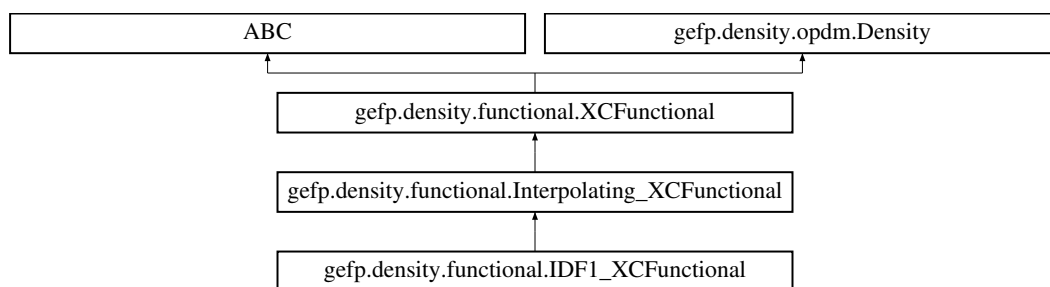 ABC
gefp.density.opdm.Density
gefp.density.functional.XCFunctional
gefp.density.functional.Interpolating_XCFunctional
gefp.density.functional.IDF1_XCFunctional